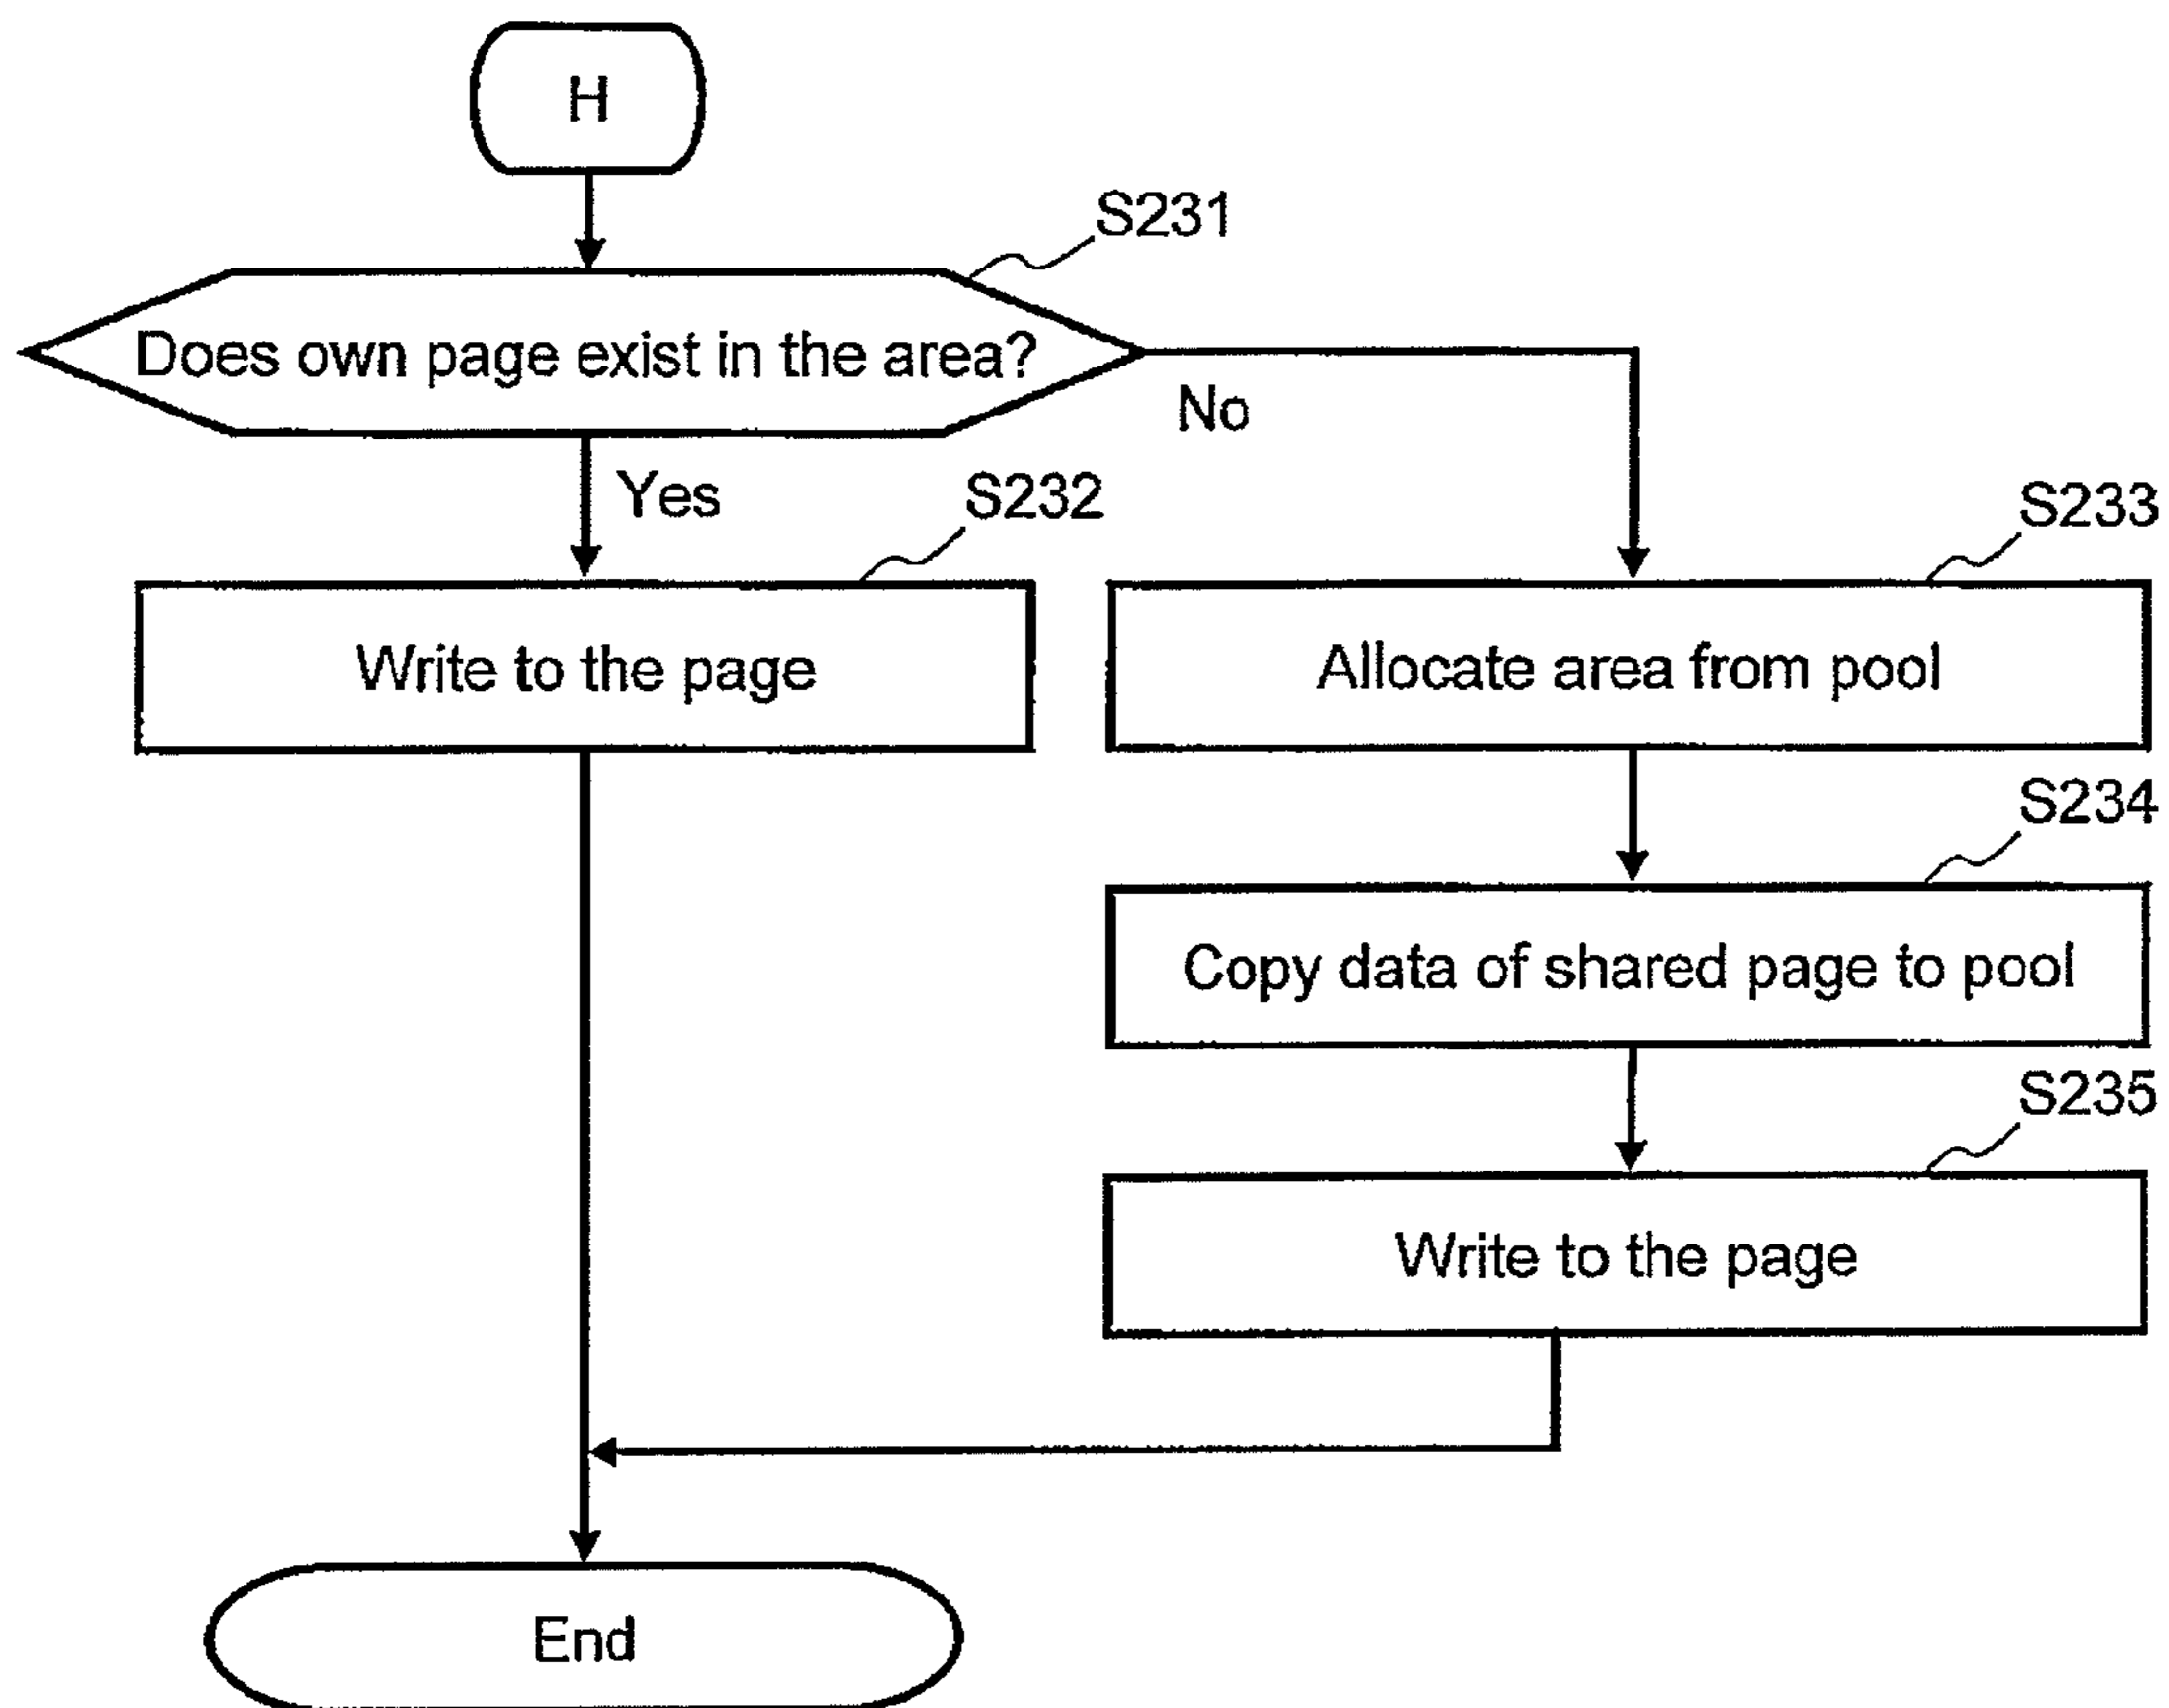 H
S231
Does own page exist in the area?
No
Yes
S232
S233
Write to the page
Allocate area from pool
S234
Copy data of shared page to pool
S235
Write to the page
End